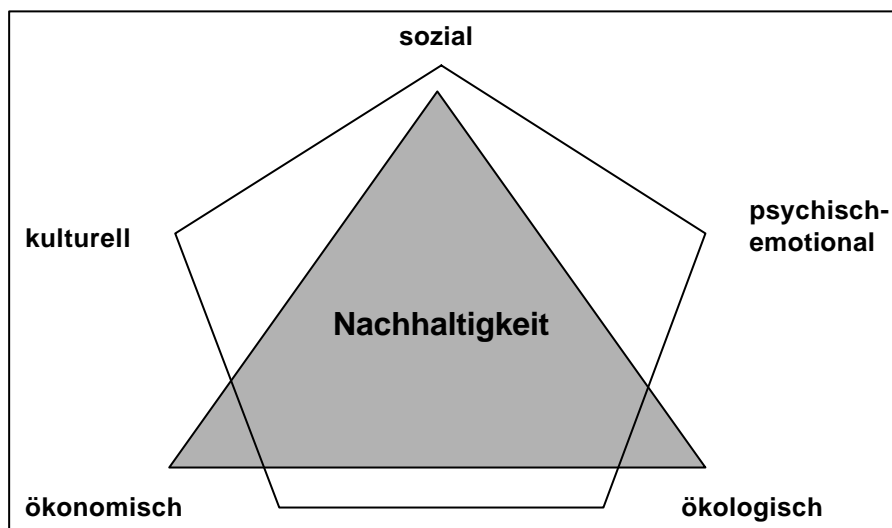 sozial
kulturell
psychisch-
emotional
Nachhaltigkeit
ökonomisch
ökologisch